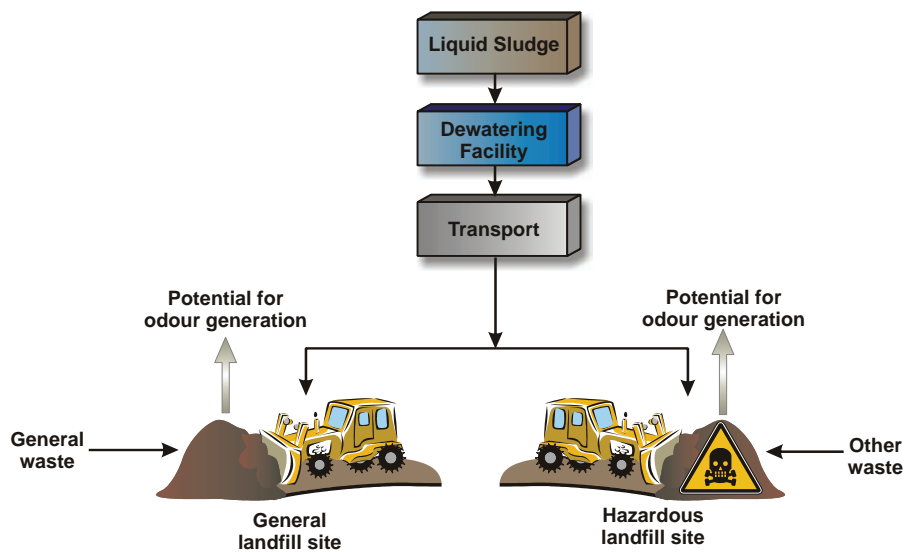 Liquid Sludge
Dewatering
Facility
Transport
Potential for
odour generation
Potential for
odour generation
General
waste
Other
waste
General
landfill site
Hazardous
landfill site